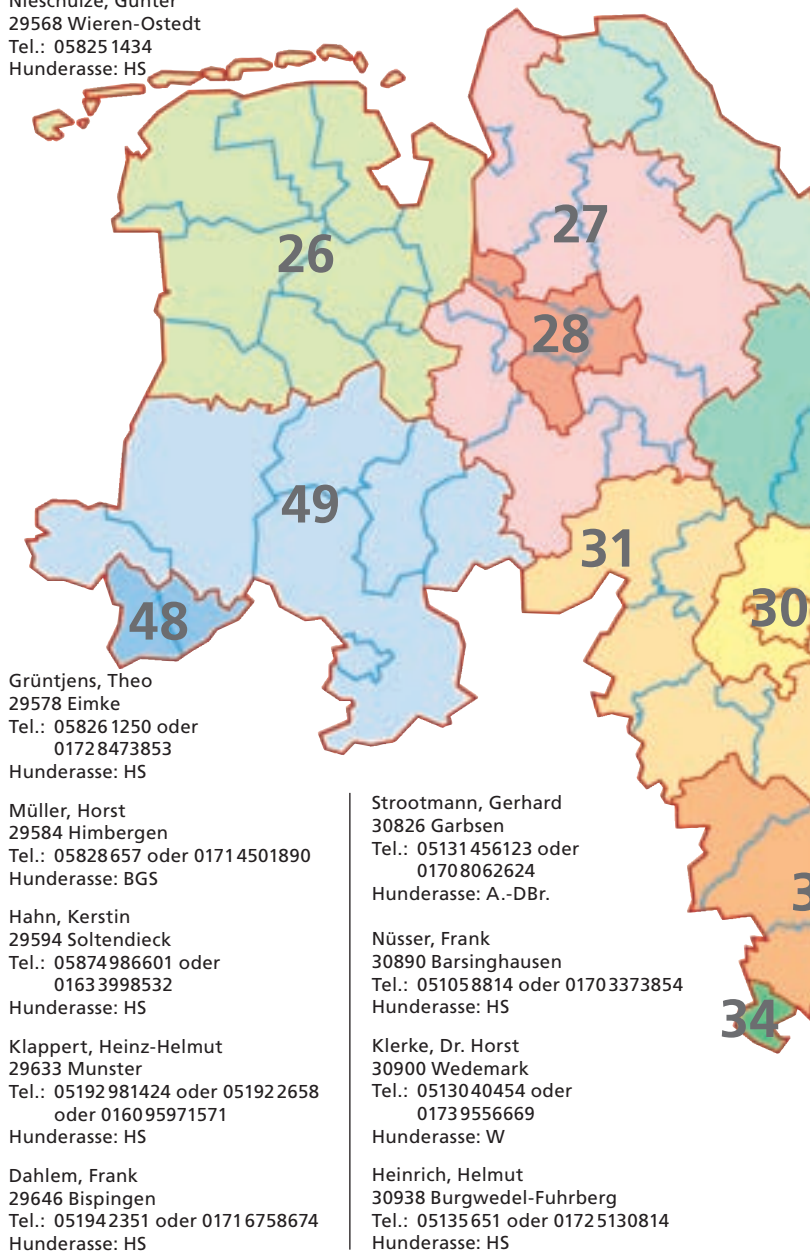 Nieschulze, Günter
29568 Wieren-Ostedt
Tel.: 05825 1434
Hunderasse: HS
26
27
28
49
31
30
48
34
Grüntjens, Theo
29578 Eimke
Tel.: 05826 1250 oder
0172 8473853
Hunderasse: HS
Müller, Horst
29584 Himbergen
Tel.: 05828 657 oder 0171 4501890
Hunderasse: BGS
Hahn, Kerstin
29594 Soltendieck
Tel.: 05874 986601 oder
0163 3998532
Hunderasse: HS
Klappert, Heinz-Helmut
29633 Munster
Tel.: 05192 981424 oder 05192 2658
oder 0160 95971571
Hunderasse: HS
Dahlem, Frank
29646 Bispingen
Tel.: 05194 2351 oder 0171 6758674
Hunderasse: HS
Strootmann, Gerhard
30826 Garbsen
Tel.: 05131 456123 oder
0170 8062624
Hunderasse: A.-DBr.
Nüsser, Frank
30890 Barsinghausen
Tel.: 05105 8814 oder 0170 3373854
Hunderasse: HS
Klerke, Dr. Horst
30900 Wedemark
Tel.: 05130 40454 oder
0173 9556669
Hunderasse: W
Heinrich, Helmut
30938 Burgwedel-Fuhrberg
Tel.: 05135 651 oder 0172 5130814
Hunderasse: HS